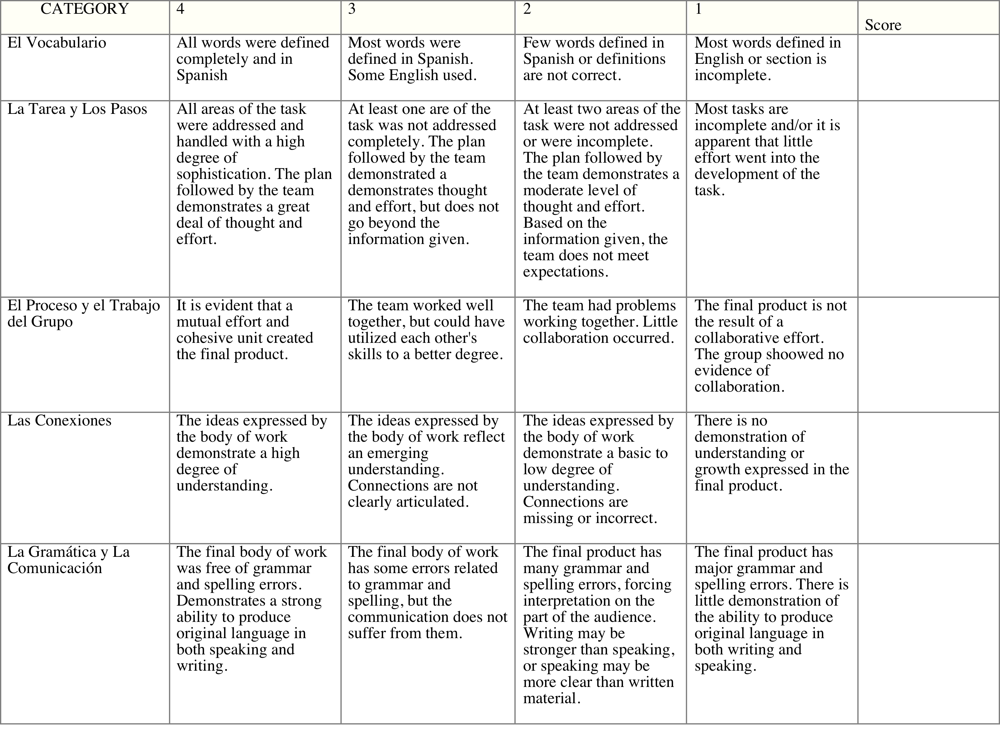 CATEGORY
4
3
2
1
Score
El Vocabulario
All words were defined
completely and in
Spanish
Most words were
defined in Spanish.
Some English used.
Few words defined in
Spanish or definitions
are not correct.
Most words defined in
English or section is
incomplete.
La Tarea y Los Pasos
All areas of the task
were addressed and
handled with a high
degree of
sophistication. The plan
followed by the team
demonstrates a great
deal of thought and
effort.
At least one are of the
task was not addressed
completely. The plan
followed by the team
demonstrated a
demonstrates thought
and effort, but does not
go beyond the
information given.
At least two areas of the
task were not addressed
or were incomplete.
The plan followed by
the team demonstrates a
moderate level of
thought and effort.
Based on the
information given, the
team does not meet
expectations.
Most tasks are
incomplete and/or it is
apparent that little
effort went into the
development of the
task.
El Proceso y el Trabajo
del Grupo
It is evident that a
mutual effort and
cohesive unit created
the final product.
The team worked well
together, but could have
utilized each other's
skills to a better degree.
The team had problems
working together. Little
collaboration occurred.
The final product is not
the result of a
collaborative effort.
The group shoowed no
evidence of
collaboration.
Las Conexiones
The ideas expressed by
the body of work
demonstrate a high
degree of
understanding.
The ideas expressed by
the body of work reflect
an emerging
understanding.
Connections are not
clearly articulated.
The ideas expressed by
the body of work
demonstrate a basic to
low degree of
understanding.
Connections are
missing or incorrect.
There is no
demonstration of
understanding or
growth expressed in the
final product.
La Gramática y La
Comunicación
The final body of work
was free of grammar
and spelling errors.
Demonstrates a strong
ability to produce
original language in
both speaking and
writing.
The final body of work
has some errors related
to grammar and
spelling, but the
communication does not
suffer from them.
The final product has
many grammar and
spelling errors, forcing
interpretation on the
part of the audience.
Writing may be
stronger than speaking,
or speaking may be
more clear than written
material.
The final product has
major grammar and
spelling errors. There is
little demonstration of
the ability to produce
original language in
both writing and
speaking.